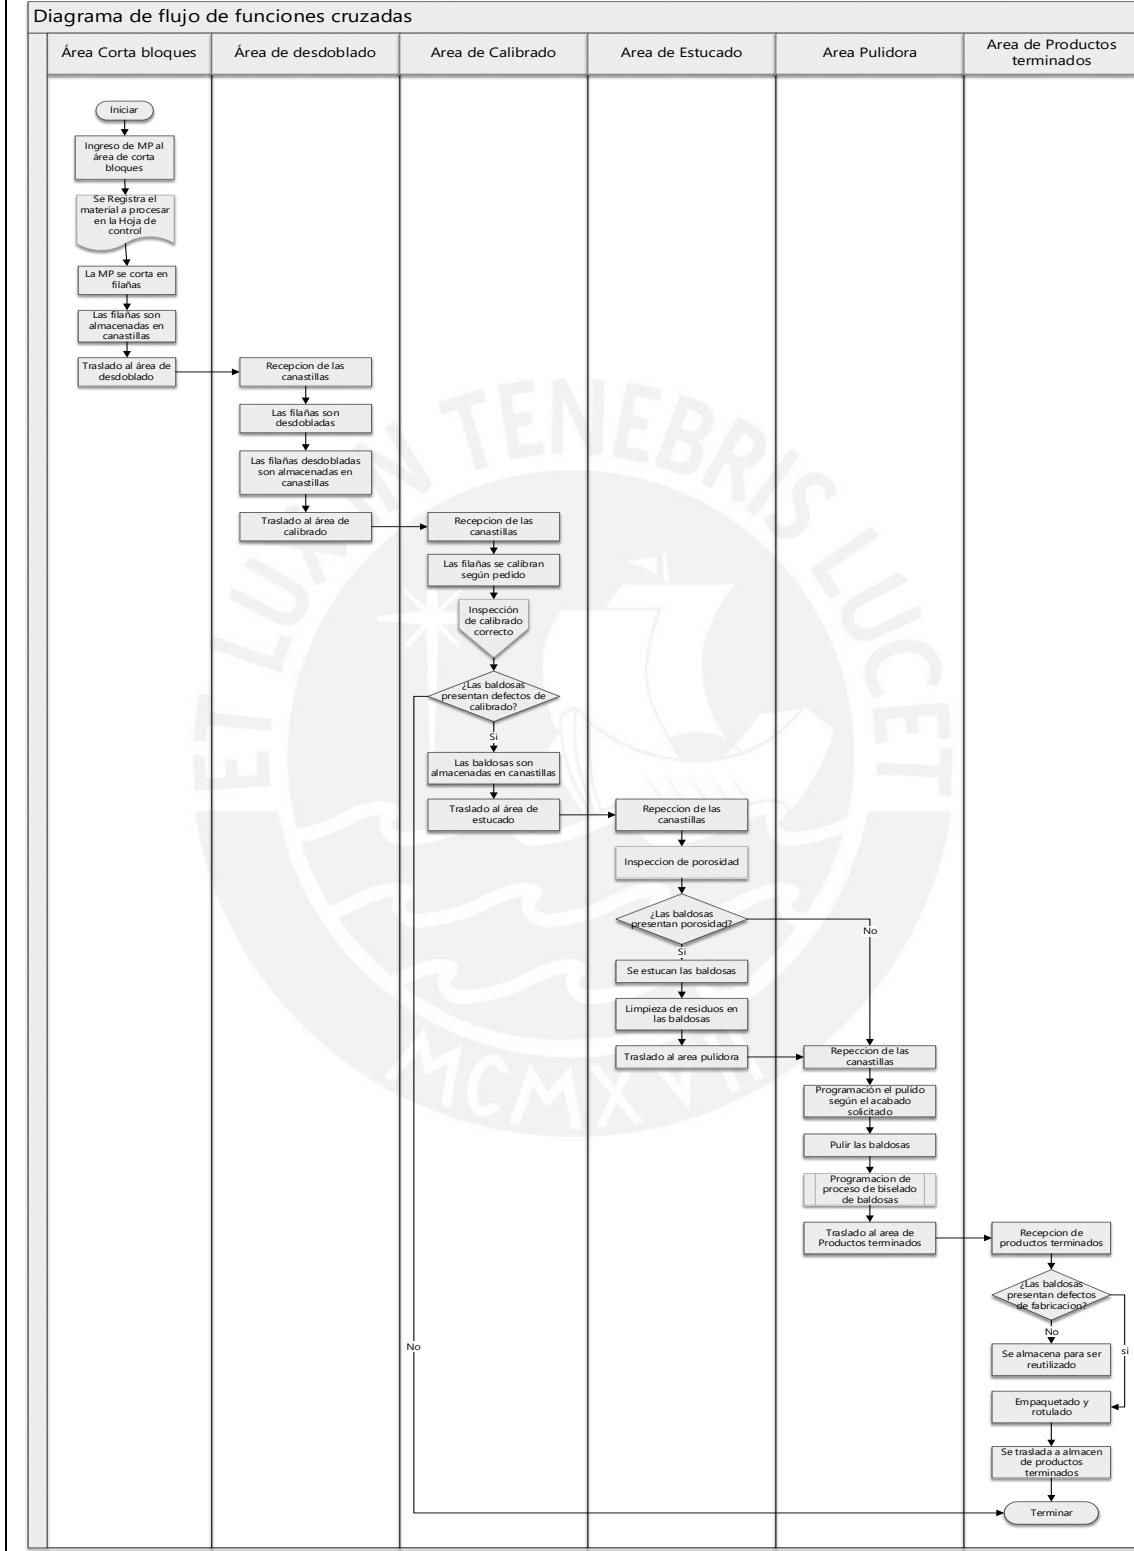 Diagrama de flujo de funciones cruzadas
Área Corta bloques
Área de desdoblado
Area de Calibrado
Area de Estucado
Area Pulidora
Area de Productos
terminados
Iniciar
Ingreso de MP al
área de corta
bloques
Se Registra el
material a procesar
en la Hoja de
control
La MP se corta en
filañas
Las filañas son
almacenadas en
canastillas
Traslado al área de
desdoblado
Recepcion de las
canastillas
Las filañas son
desdobladas
Las filañas desdobladas
son almacenadas en
canastillas
Traslado al área de
calibrado
Recepcion de las
canastillas
Las filañas se calibran
según pedido
Inspección
de calibrado
correcto
¿Las baldosas
presentan defectos de
calibrado?
Si
No
Las baldosas son
almacenadas en canastillas
Traslado al área de
estucado
Repeccion de las
canastillas
Inspeccion de porosidad
¿Las baldosas
presentan porosidad?
Si
No
Se estucan las baldosas
Limpieza de residuos en
las baldosas
Traslado al area pulidora
Repeccion de las
canastillas
Programación el pulido
según el acabado
solicitado
Pulir las baldosas
Programacion de
proceso de biselado
de baldosas
Traslado al area de
Productos terminados
Recepcion de
productos terminados
¿Las baldosas
presentan defectos
de fabricacion?
No
si
Se almacena para ser
reutilizado
Empaquetado y
rotulado
Se traslada a almacen
de productos
terminados
Terminar
ET LUX IN TENEBRIS LUCET
MCMXVII